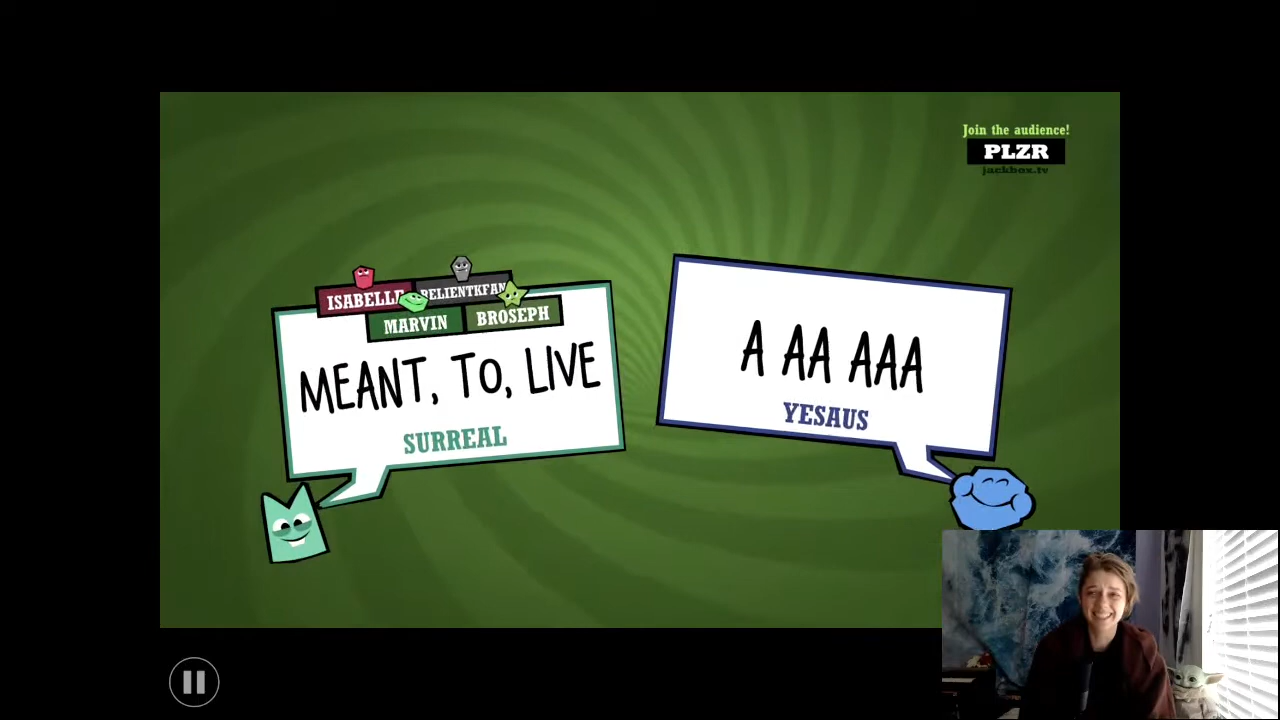 Join the audience!
PLZR
jackbox.tv
ISABELLE
MARVIN
BROSEPH
MEANT, TO, LIVE
SURREAL
A AA AAA
YESAUS